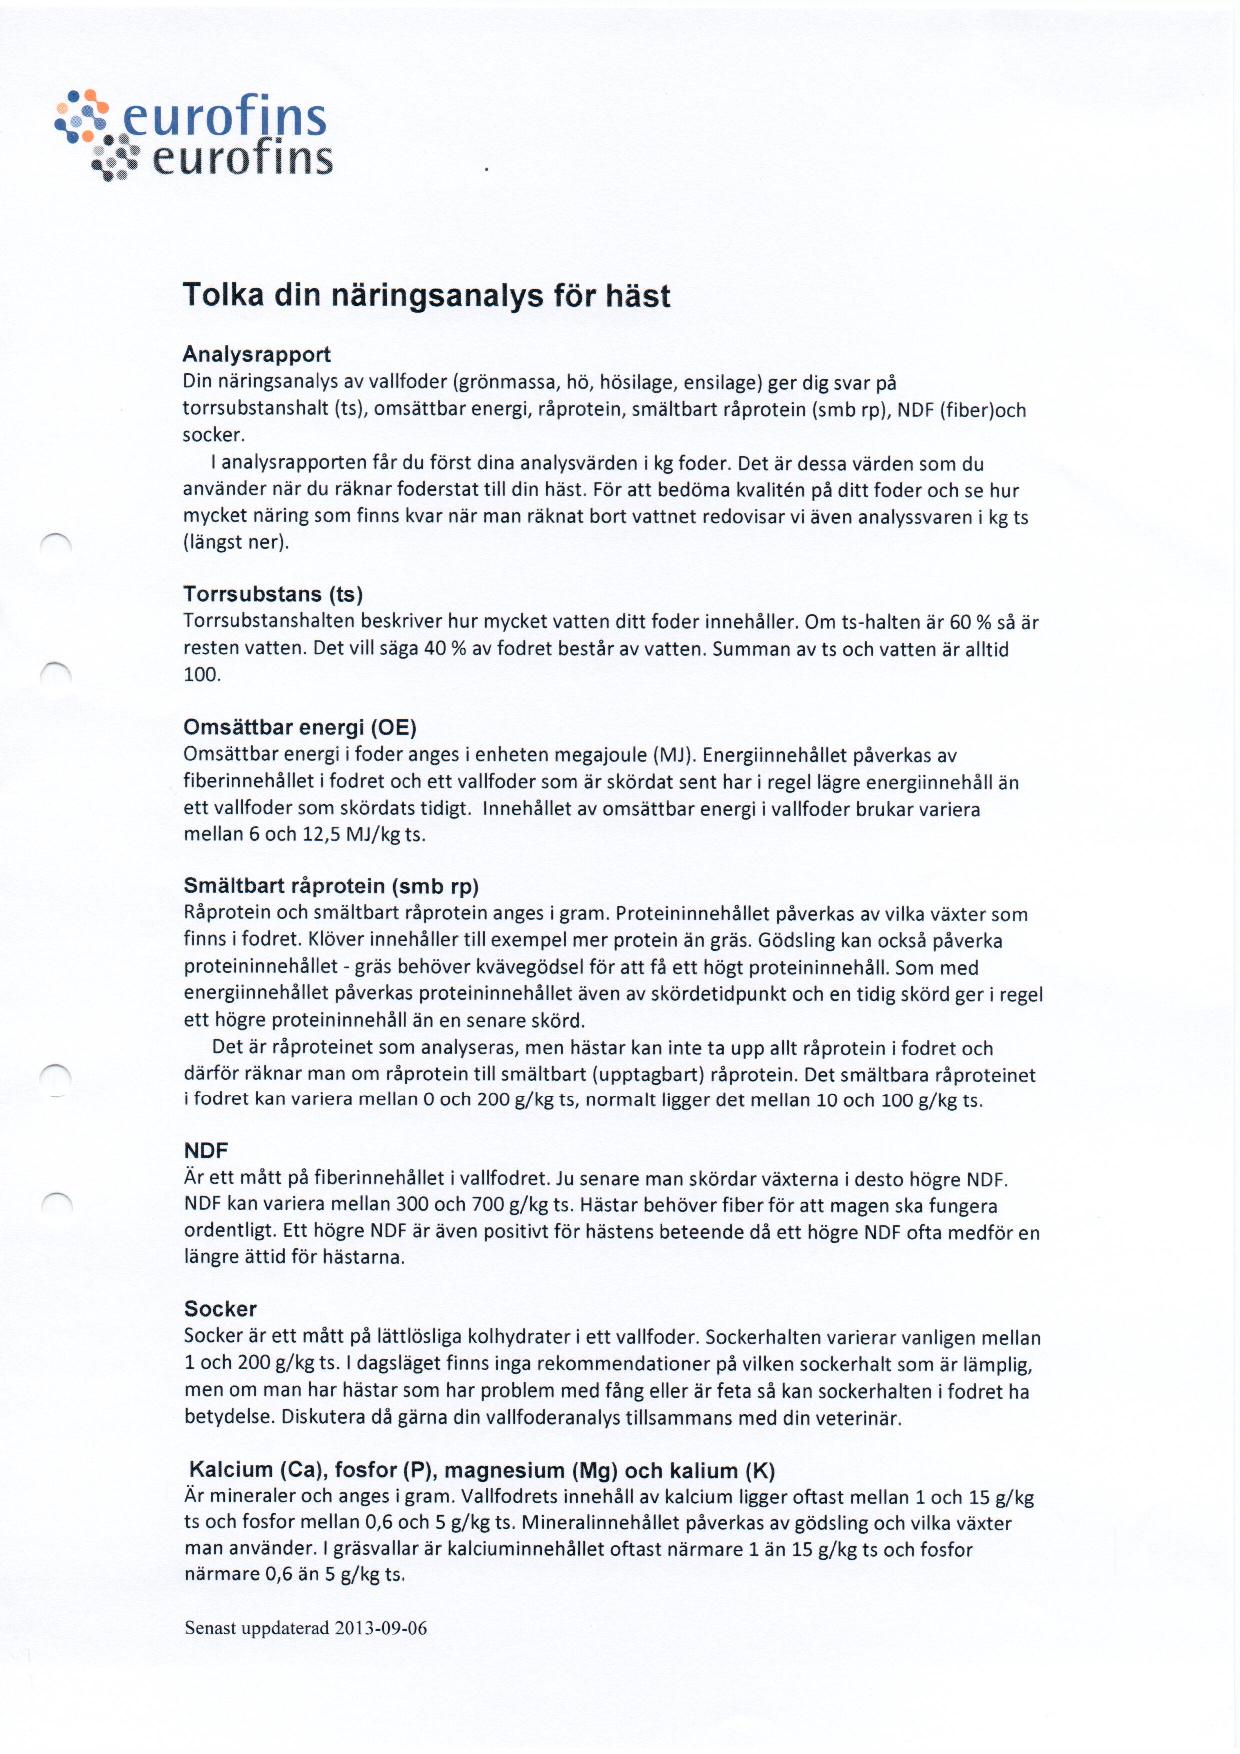 eurofins
eurofins
Tolka din näringsanalys för häst
Analysrapport
Din näringsanalys av vallfoder (grönmassa, hö, hösilage, ensilage) ger dig svar på
torrsubstanshalt (ts), omsättbar energi, råprotein, smältbart råprotein (smb rp), NDF (fiber)och
socker.
I analysrapporten får du först dina analysvärden i kg foder. Det är dessa värden som du
använder när du räknar foderstat till din häst. För att bedöma kvalitén på ditt foder och se hur
mycket näring som finns kvar när man räknat bort vattnet redovisar vi även analyssvaren i kg ts
(längst ner).
Torrsubstans (ts)
Torrsubstanshalten beskriver hur mycket vatten ditt foder innehåller. Om ts-halten är 60 % så är
resten vatten. Det vill säga 40 % av fodret består av vatten. Summan av ts och vatten är alltid
100.
Omsättbar energi (OE)
Omsättbar energi i foder anges i enheten megajoule (MJ). Energiinnehållet påverkas av
fiberinnehållet i fodret och ett vallfoder som är skördat sent har i regel lägre energiinnehåll än
ett vallfoder som skördats tidigt. Innehållet av omsättbar energi i vallfoder brukar variera
mellan 6 och 12,5 MJ/kg ts.
Smältbart råprotein (smb rp)
Råprotein och smältbart råprotein anges i gram. Proteininnehållet påverkas av vilka växter som
finns i fodret. Klöver innehåller till exempel mer protein än gräs. Gödsling kan också påverka
proteininnehållet - gräs behöver kvävegödsel för att få ett högt proteininnehåll. Som med
energiinnehållet påverkas proteininnehållet även av skördetidpunkt och en tidig skörd ger i regel
ett högre proteininnehåll än en senare skörd.
Det är råproteinet som analyseras, men hästar kan inte ta upp allt råprotein i fodret och
därför räknar man om råprotein till smältbart (upptagbart) råprotein. Det smältbara råproteinet
i fodret kan variera mellan 0 och 200 g/kg ts, normalt ligger det mellan 10 och 100 g/kg ts.
NDF
Är ett mått på fiberinnehållet i vallfodret. Ju senare man skördar växterna i desto högre NDF.
NDF kan variera mellan 300 och 700 g/kg ts. Hästar behöver fiber för att magen ska fungera
ordentligt. Ett högre NDF är även positivt för hästens beteende då ett högre NDF ofta medför en
längre ättid för hästarna.
Socker
Socker är ett mått på lättlösliga kolhydrater i ett vallfoder. Sockerhalten varierar vanligen mellan
1 och 200 g/kg ts. I dagsläget finns inga rekommendationer på vilken sockerhalt som är lämplig,
men om man har hästar som har problem med fång eller är feta så kan sockerhalten i fodret ha
betydelse. Diskutera då gärna din vallfoderanalys tillsammans med din veterinär.
Kalcium (Ca), fosfor (P), magnesium (Mg) och kalium (K)
Är mineraler och anges i gram. Vallfodrets innehåll av kalcium ligger oftast mellan 1 och 15 g/kg
ts och fosfor mellan 0,6 och 5 g/kg ts. Mineralinnehållet påverkas av gödsling och vilka växter
man använder. I gräsvallar är kalciuminnehållet oftast närmare 1 än 15 g/kg ts och fosfor
närmare 0,6 än 5 g/kg ts.
Senast uppdaterad 2013-09-06